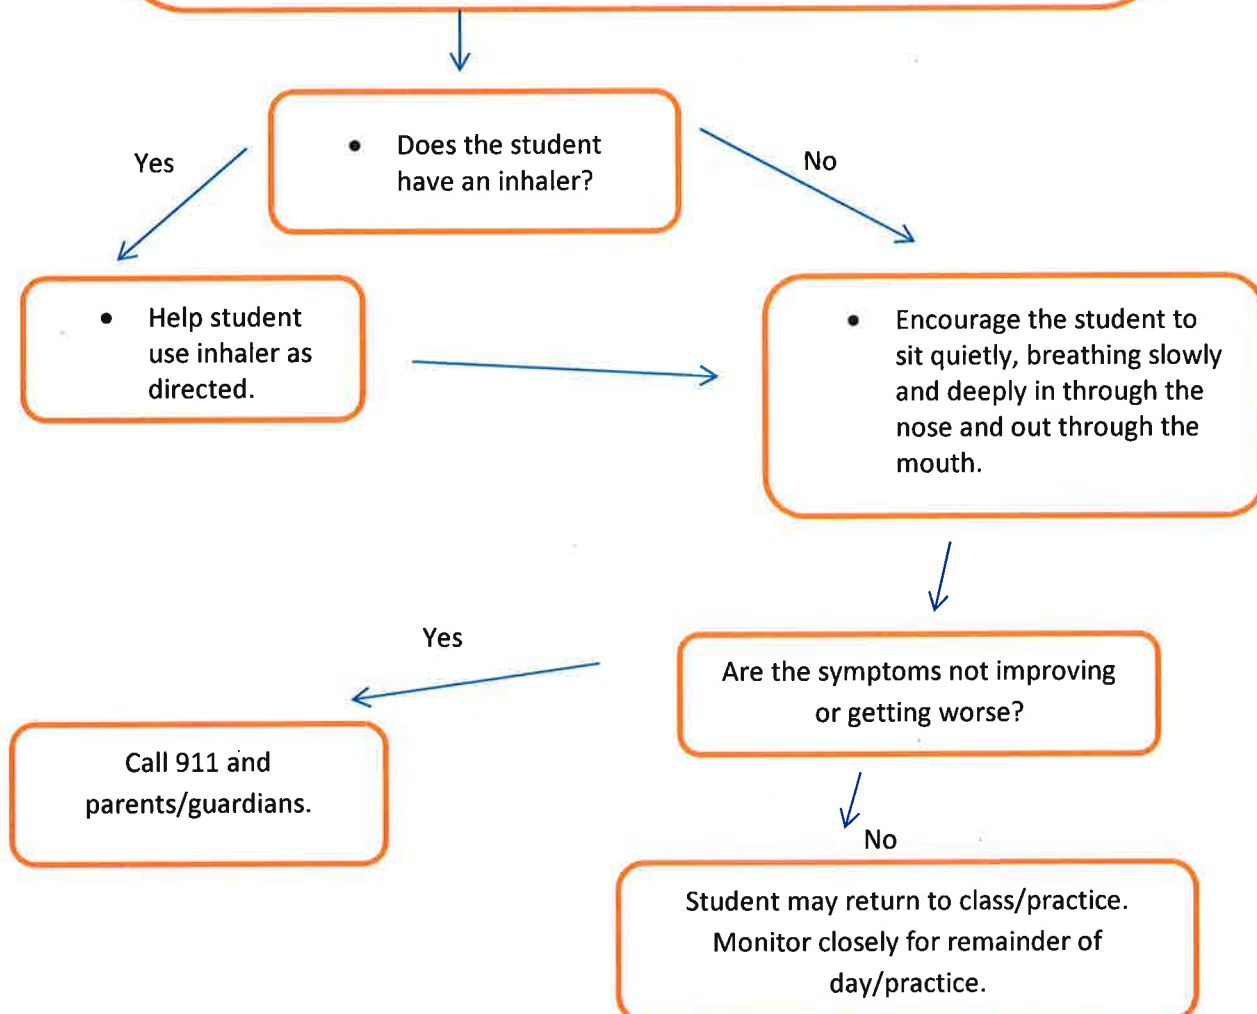 • Does the student
have an inhaler?
Yes
No
• Help student
use inhaler as
directed.
• Encourage the student to
sit quietly, breathing slowly
and deeply in through the
nose and out through the
mouth.
Yes
Are the symptoms not improving
or getting worse?
Call 911 and
parents/guardians.
No
Student may return to class/practice.
Monitor closely for remainder of
day/practice.